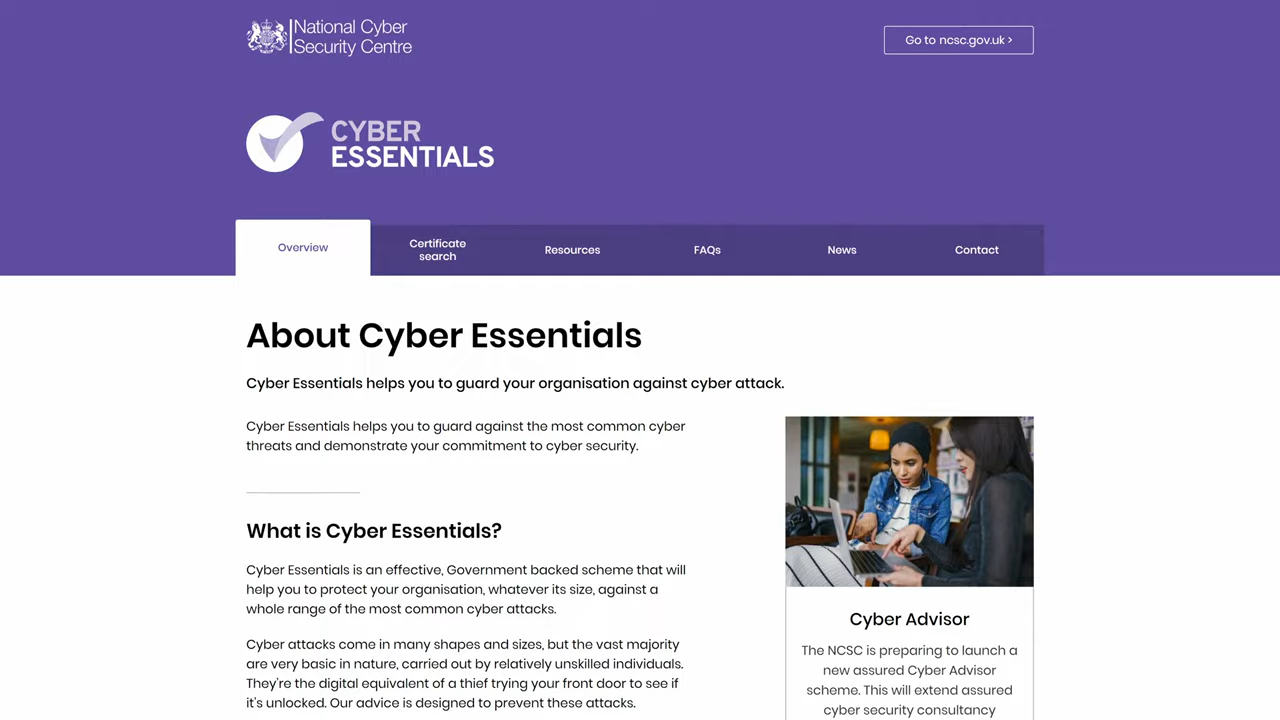 National Cyber
Security Centre
Go to ncsc.gov.uk >
CYBER
ESSENTIALS
Overview
Certificate
search
Resources
FAQs
News
Contact
About Cyber Essentials
Cyber Essentials helps you to guard your organisation against cyber attack.
Cyber Essentials helps you to guard against the most common cyber
threats and demonstrate your commitment to cyber security.
What is Cyber Essentials?
Cyber Essentials is an effective, Government backed scheme that will
help you to protect your organisation, whatever its size, against a
whole range of the most common cyber attacks.
Cyber attacks come in many shapes and sizes, but the vast majority
are very basic in nature, carried out by relatively unskilled individuals.
They're the digital equivalent of a thief trying your front door to see if
it's unlocked. Our advice is designed to prevent these attacks.
Cyber Advisor
The NCSC is preparing to launch a
new assured Cyber Advisor
scheme. This will extend assured
cyber security consultancy